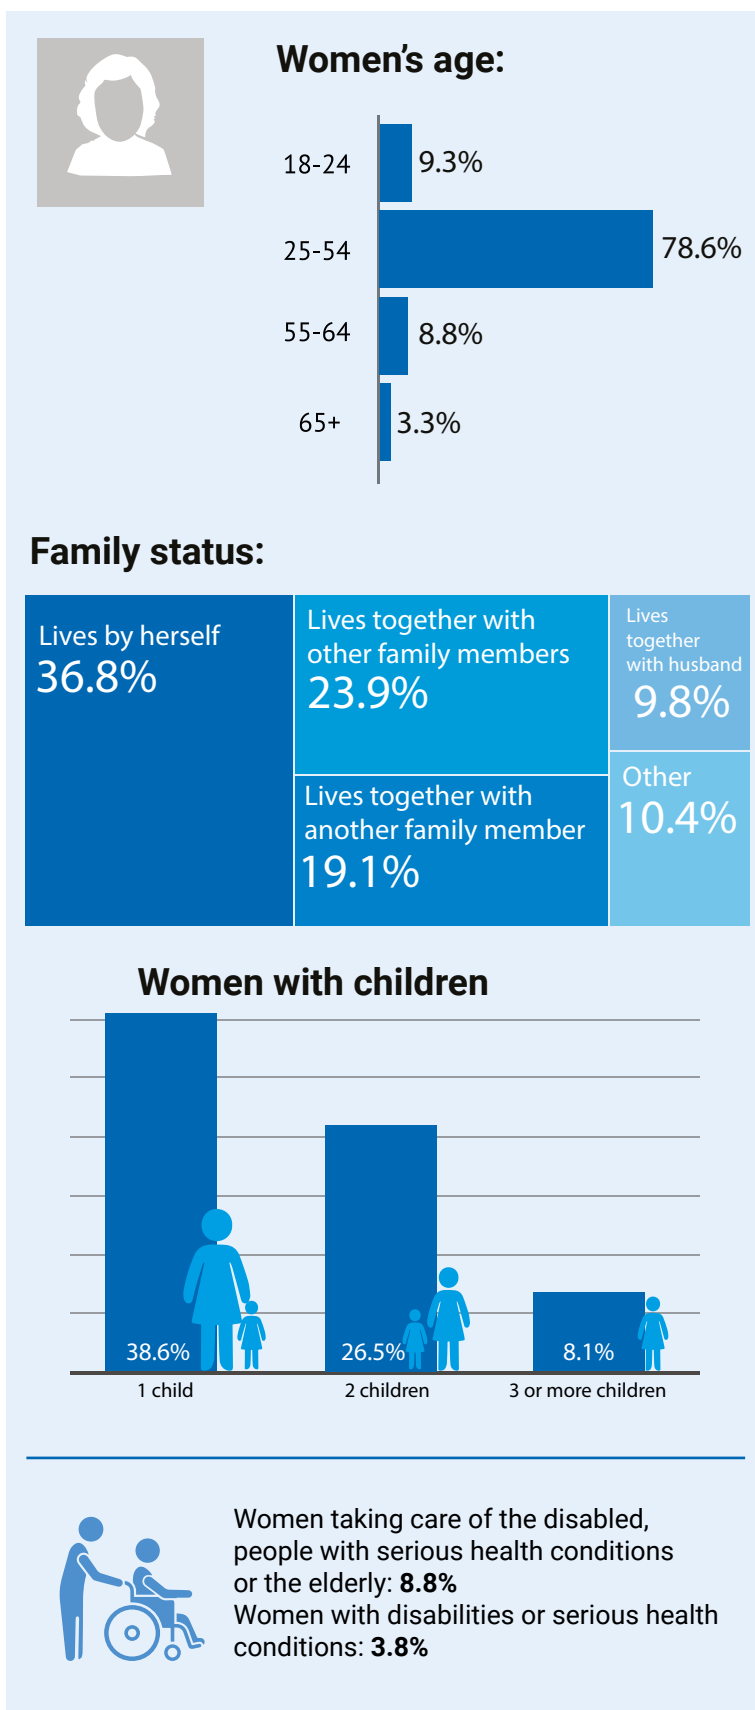 Women’s age:
18-24
9.3%
25-54
78.6%
55-64
8.8%
65+
3.3%
Family status:
Lives by herself
36.8%
Lives together with
other family members
23.9%
Lives together with
another family member
19.1%
Lives
together
with husband
9.8%
Other
10.4%
Women with children
38.6%
26.5%
8.1%
1 child
2 children
3 or more children
Women taking care of the disabled,
people with serious health conditions
or the elderly: 8.8%
Women with disabilities or serious health
conditions: 3.8%